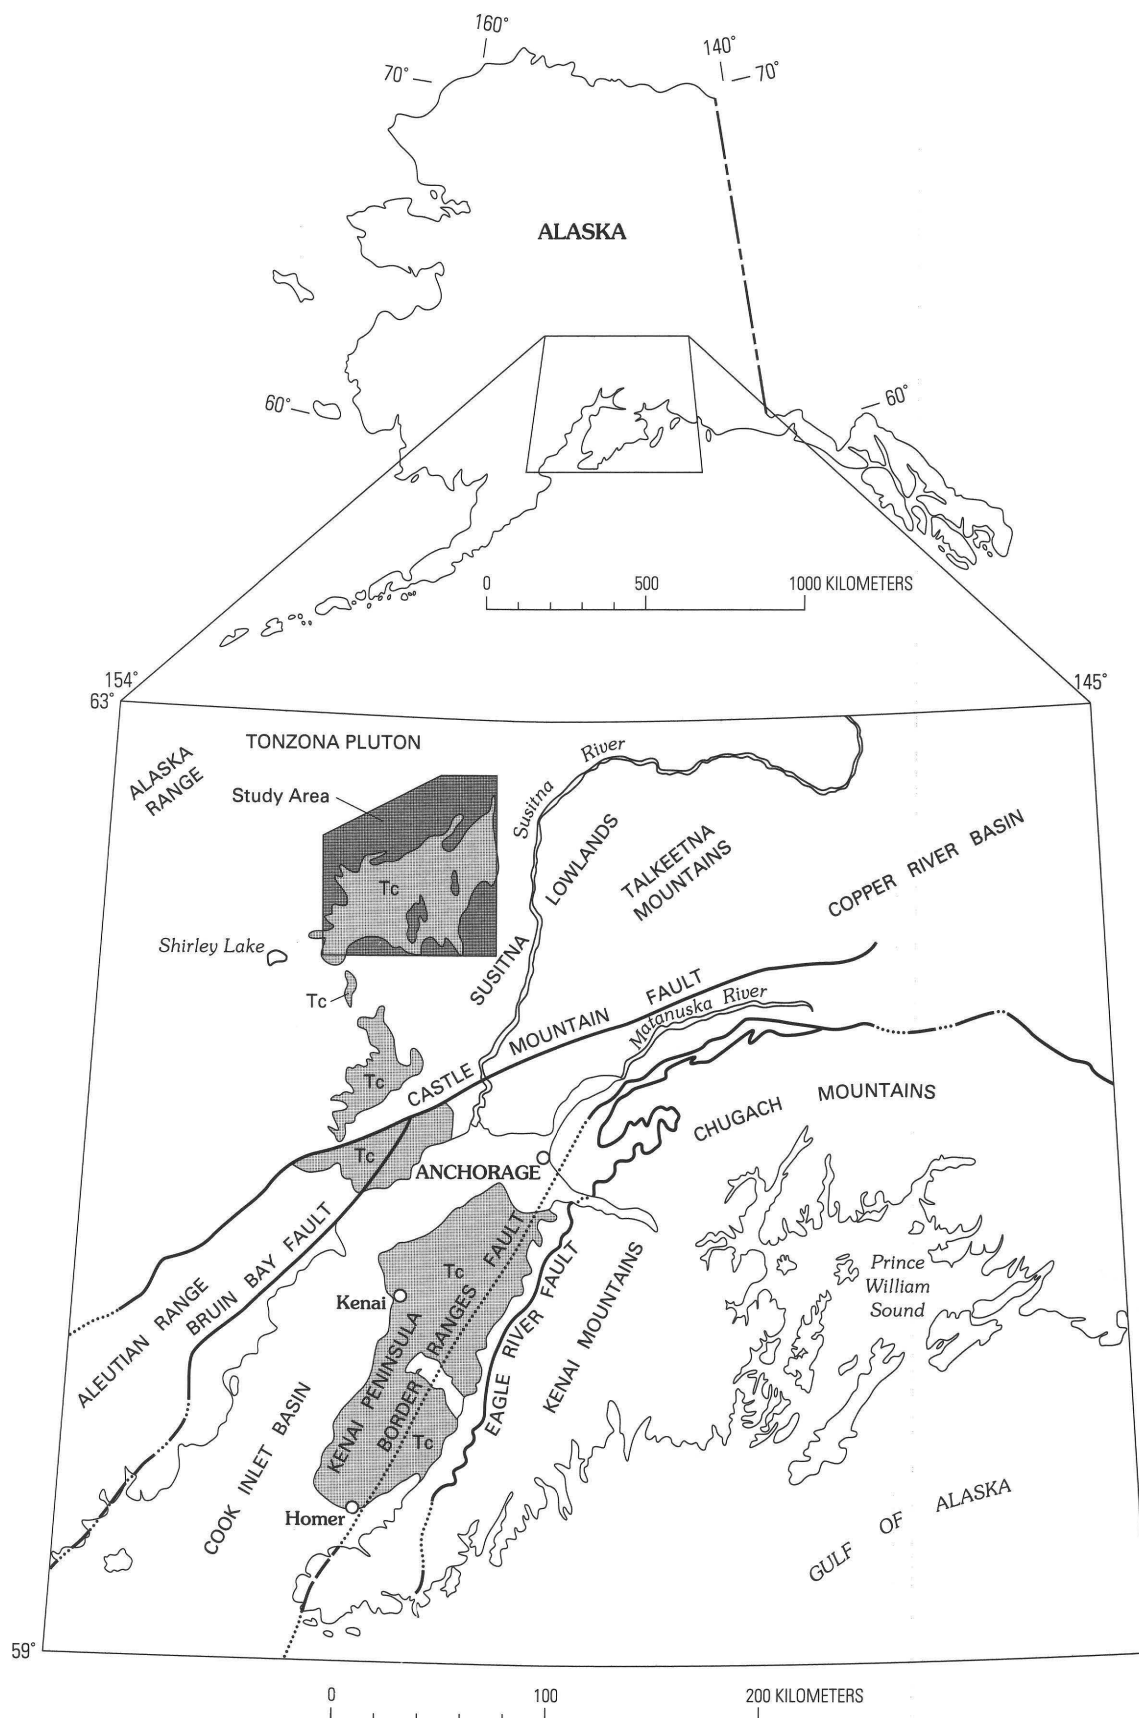 160°
140°
70°
70°
ALASKA
60°
60°
0 500 1000 KILOMETERS
154°
63°
145°
ALASKA
RANGE
TONZONA PLUTON
Study Area
Susitna River
SUSITNA LOWLANDS
TALKEETNA
MOUNTAINS
COPPER RIVER BASIN
Tc
Shirley Lake
Tc
Tc
CASTLE MOUNTAIN FAULT
Matanuska River
Tc
ANCHORAGE
CHUGACH MOUNTAINS
ALEUTIAN RANGE
BRUIN BAY FAULT
Tc
Kenai
KENAI PENINSULA
BORDER RANGES FAULT
EAGLE RIVER FAULT
KENAI MOUNTAINS
Prince
William
Sound
Tc
COOK INLET BASIN
Homer
GULF OF ALASKA
59°
0 100 200 KILOMETERS